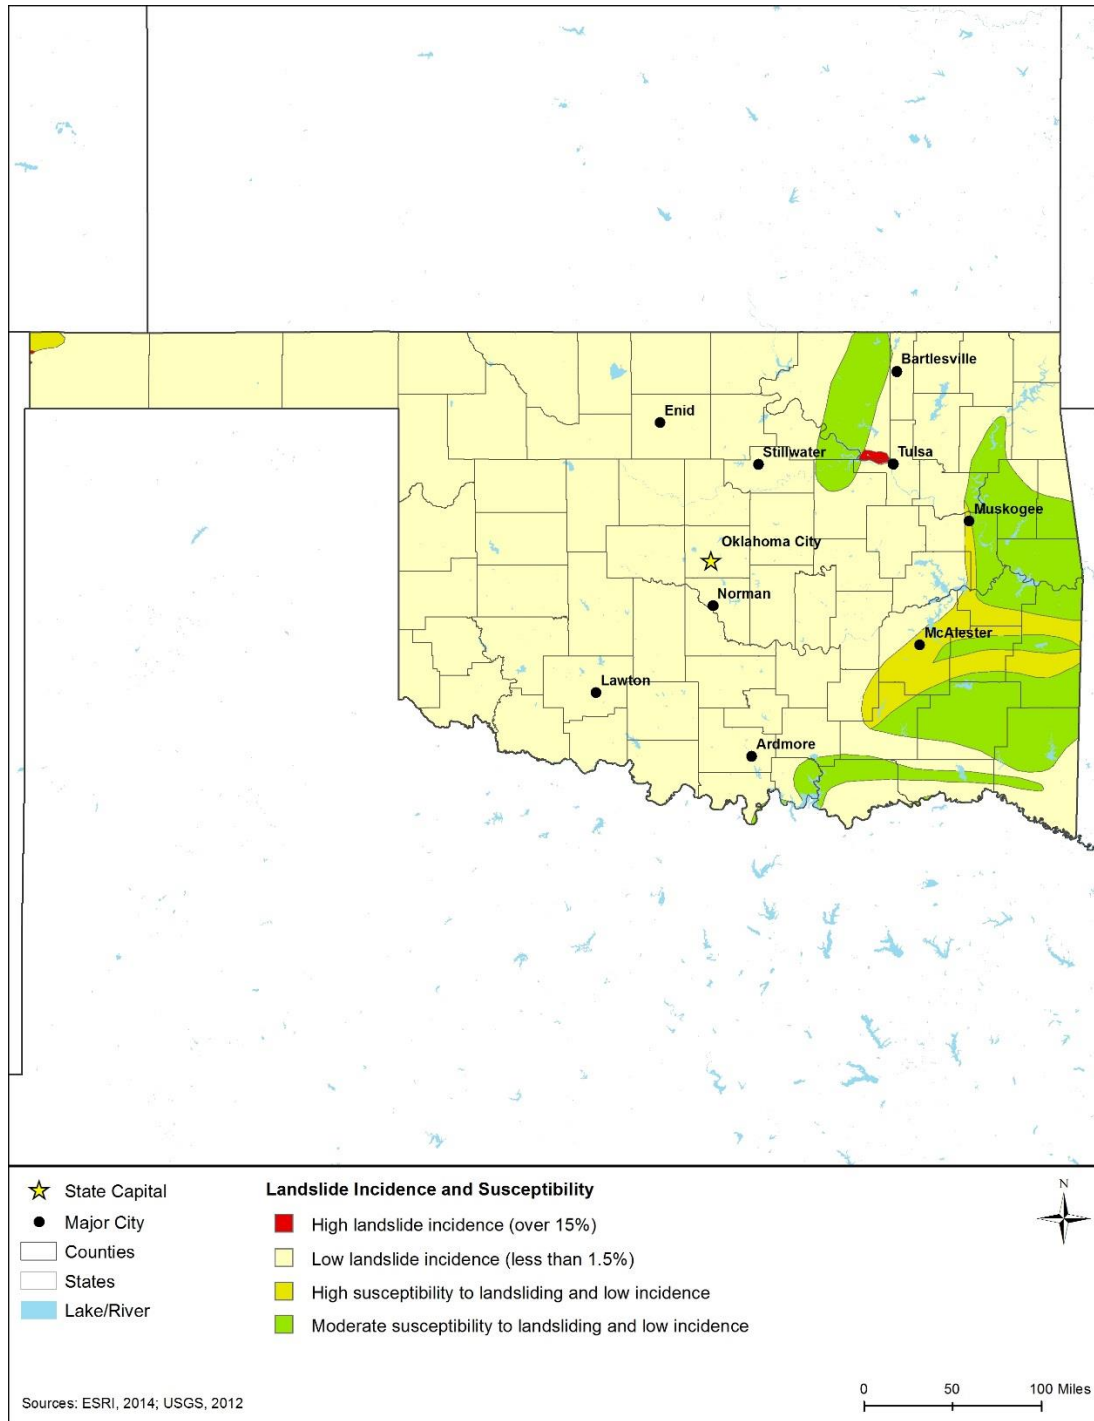 Bartlesville
Enid
Stillwater
Tulsa
Muskogee
Oklahoma City
Norman
McAlester
Lawton
Ardmore
State Capital
Major City
Counties
States
Lake/River
Landslide Incidence and Susceptibility
High landslide incidence (over 15%)
Low landslide incidence (less than 1.5%)
High susceptibility to landsliding and low incidence
Moderate susceptibility to landsliding and low incidence
N
0 50 100 Miles
Sources: ESRI, 2014; USGS, 2012